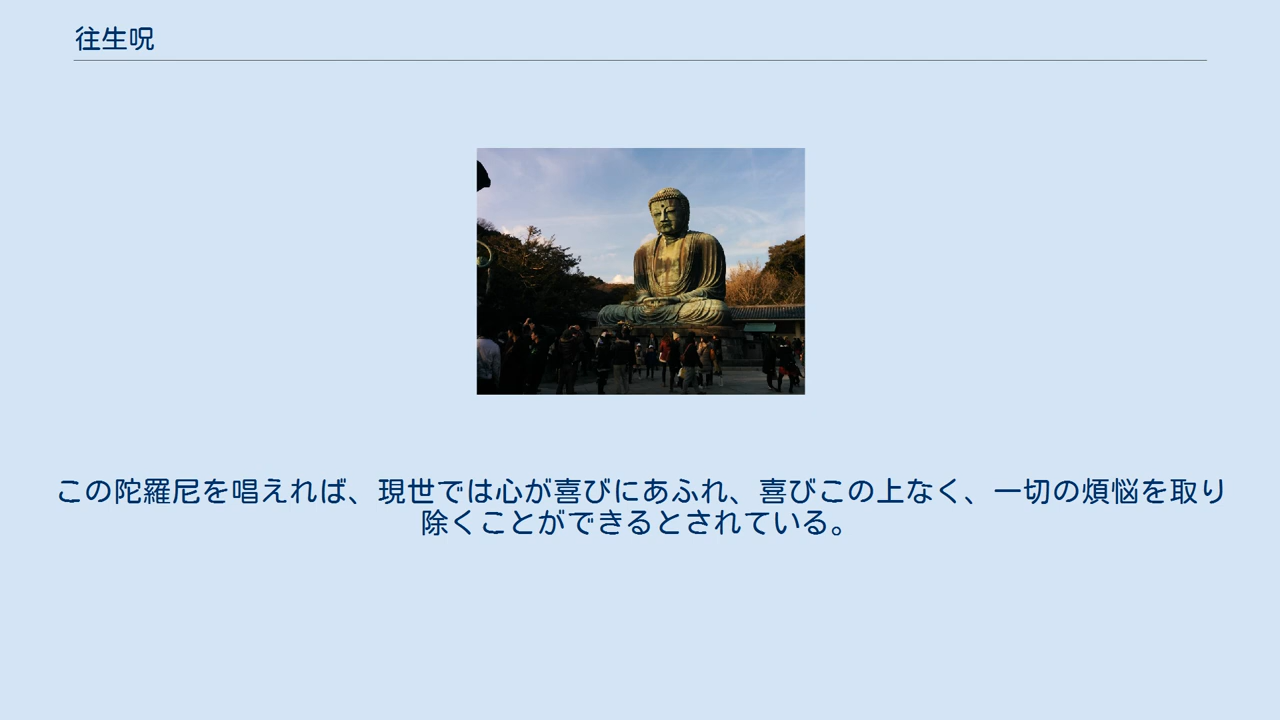 往生呪
この陀羅尼を唱えれば、現世では心が喜びにあふれ、喜びこの上なく、一切の煩悩を取り
除くことができるとされている。